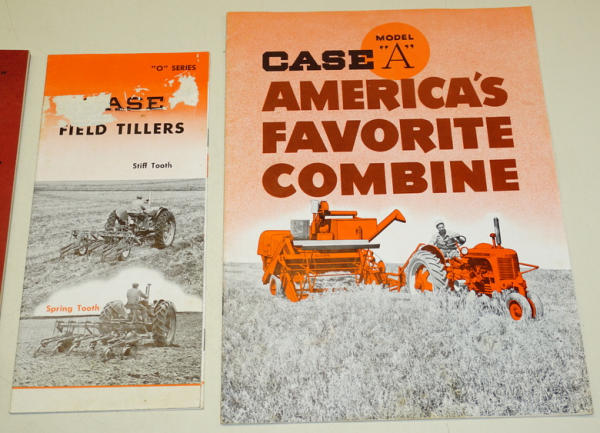 "O" SERIES
ASE
FIELD TILLERS
Stiff Tooth
Spring Tooth
CASE MODEL "A"
AMERICA'S
FAVORITE
COMBINE